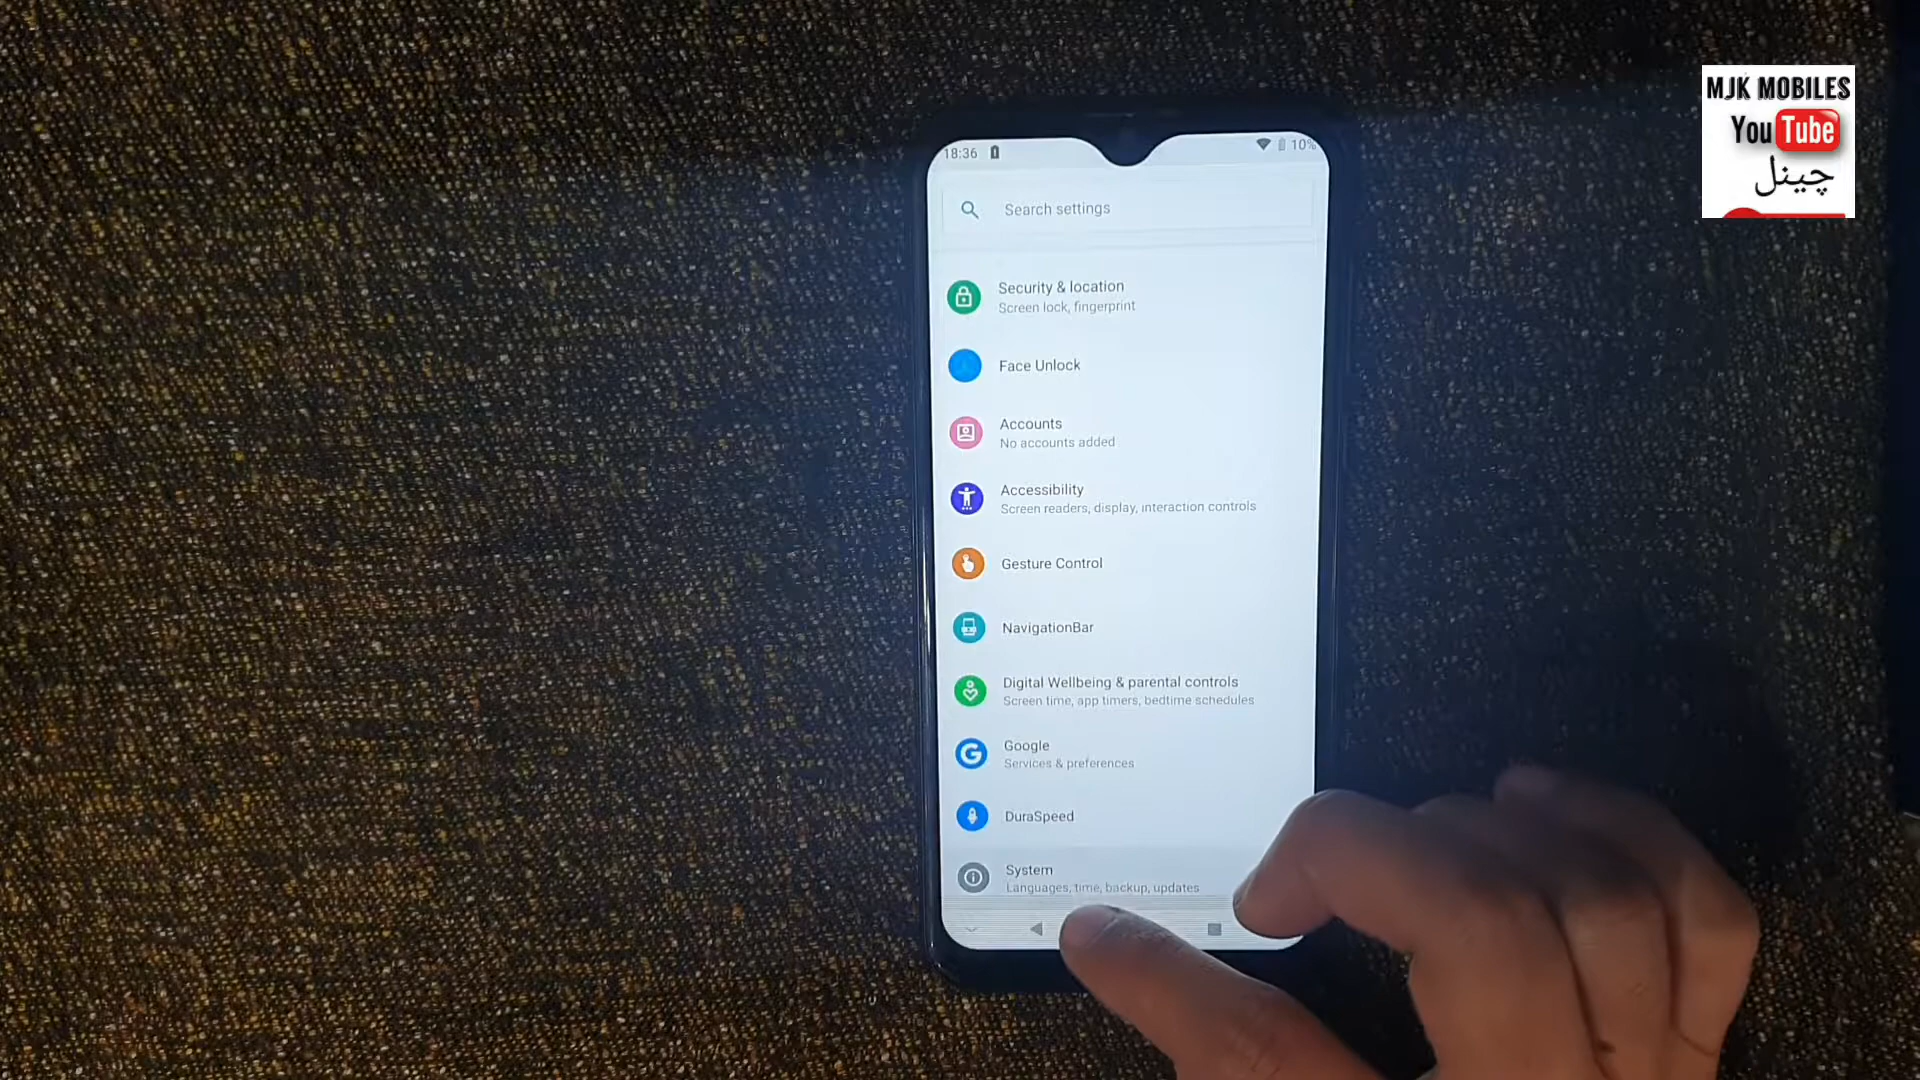 MJK MOBILES
YouTube
چینل
18:36
10%
Search settings
Security & location
Screen lock, fingerprint
Face Unlock
Accounts
No accounts added
Accessibility
Screen readers, display, interaction controls
Gesture Control
NavigationBar
Digital Wellbeing & parental controls
Screen time, app timers, bedtime schedules
Google
Services & preferences
DuraSpeed
System
Languages, time, backup, updates